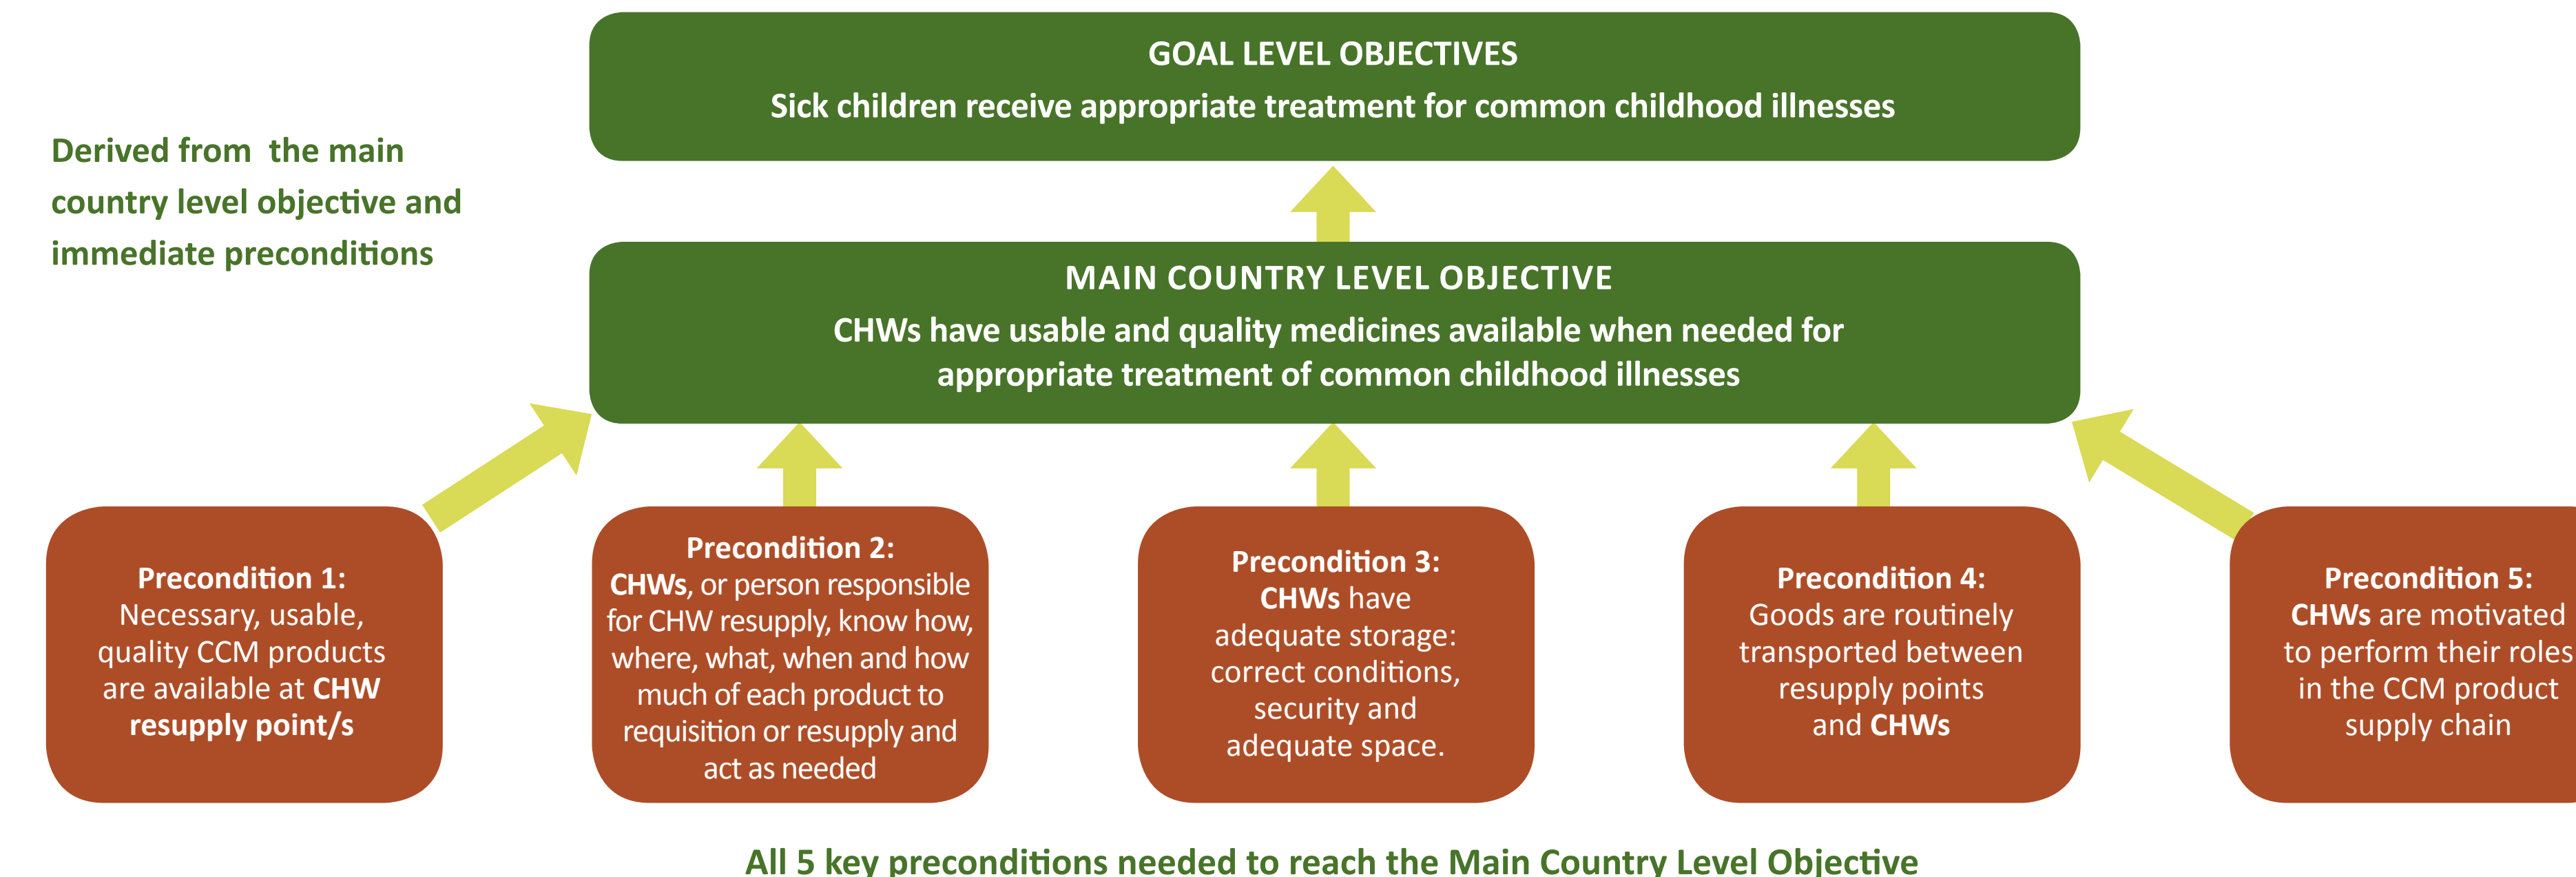 GOAL LEVEL OBJECTIVES
Sick children receive appropriate treatment for common childhood illnesses
Derived from the main
country level objective and
immediate preconditions
MAIN COUNTRY LEVEL OBJECTIVE
CHWs have usable and quality medicines available when needed for
appropriate treatment of common childhood illnesses
Precondition 1:
Necessary, usable,
quality CCM products
are available at CHW
resupply point/s
Precondition 2:
CHWs, or person responsible
for CHW resupply, know how,
where, what, when and how
much of each product to
requisition or resupply and
act as needed
Precondition 3:
CHWs have
adequate storage:
correct conditions,
security and
adequate space.
Precondition 4:
Goods are routinely
transported between
resupply points
and CHWs
Precondition 5:
CHWs are motivated
to perform their roles
in the CCM product
supply chain
All 5 key preconditions needed to reach the Main Country Level Objective